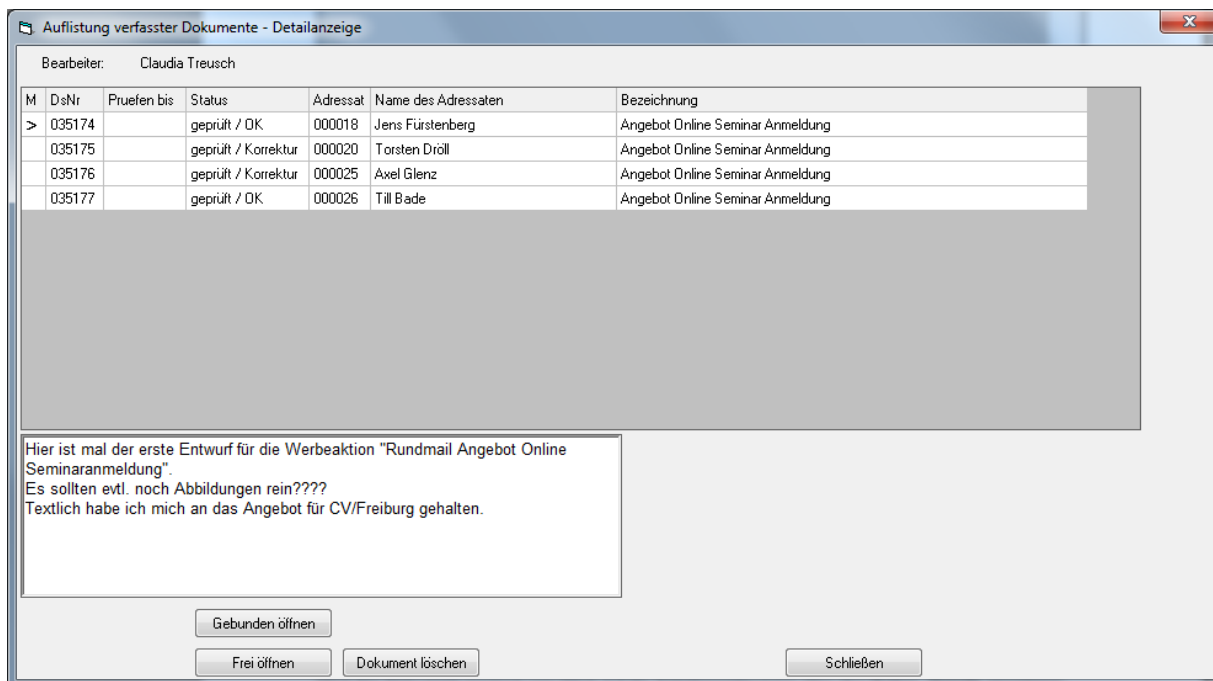 Auflistung verfasster Dokumente - Detailanzeige
Bearbeiter: Claudia Treusch
M DsNr Pruefen bis Status Adressat Name des Adressaten Bezeichnung
> 035174 geprüft / OK 000018 Jens Fürstenberg Angebot Online Seminar Anmeldung
035175 geprüft / Korrektur 000020 Torsten Dröll Angebot Online Seminar Anmeldung
035176 geprüft / Korrektur 000025 Axel Glenz Angebot Online Seminar Anmeldung
035177 geprüft / OK 000026 Till Bade Angebot Online Seminar Anmeldung
Hier ist mal der erste Entwurf für die Werbeaktion "Rundmail Angebot Online
Seminaranmeldung".
Es sollten evtl. noch Abbildungen rein????
Textlich habe ich mich an das Angebot für CV/Freiburg gehalten.
Gebunden öffnen
Frei öffnen Dokument löschen Schließen